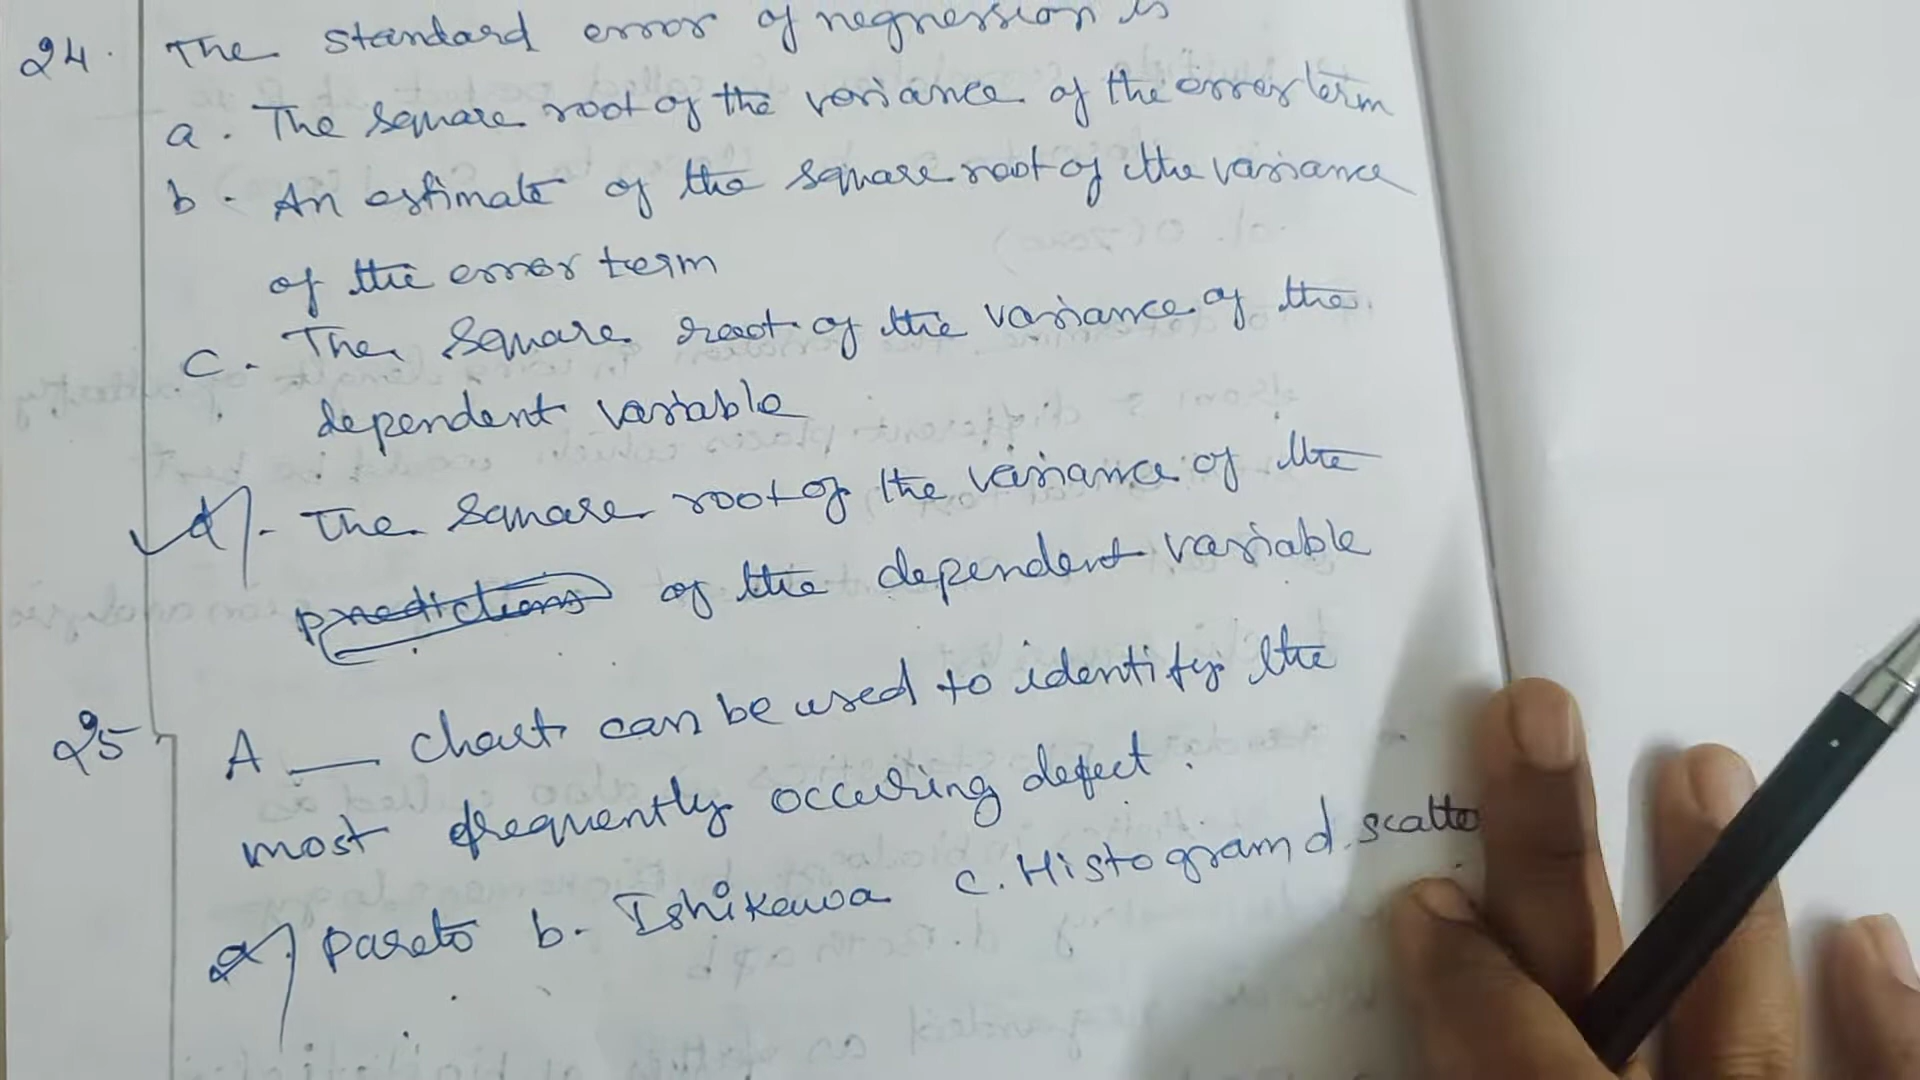 24. The standard error of regression is
a. The square root of the variance of the error term
b. An estimate of the square root of the variance
of the error term
c. The square root of the variance of the
dependent variable
d. The square root of the variance of the
predictions of the dependent variable
25 A ___ chart can be used to identify the
most frequently occuring defect.
a. pareto b. Ishikawa c. Histogram d. scatte